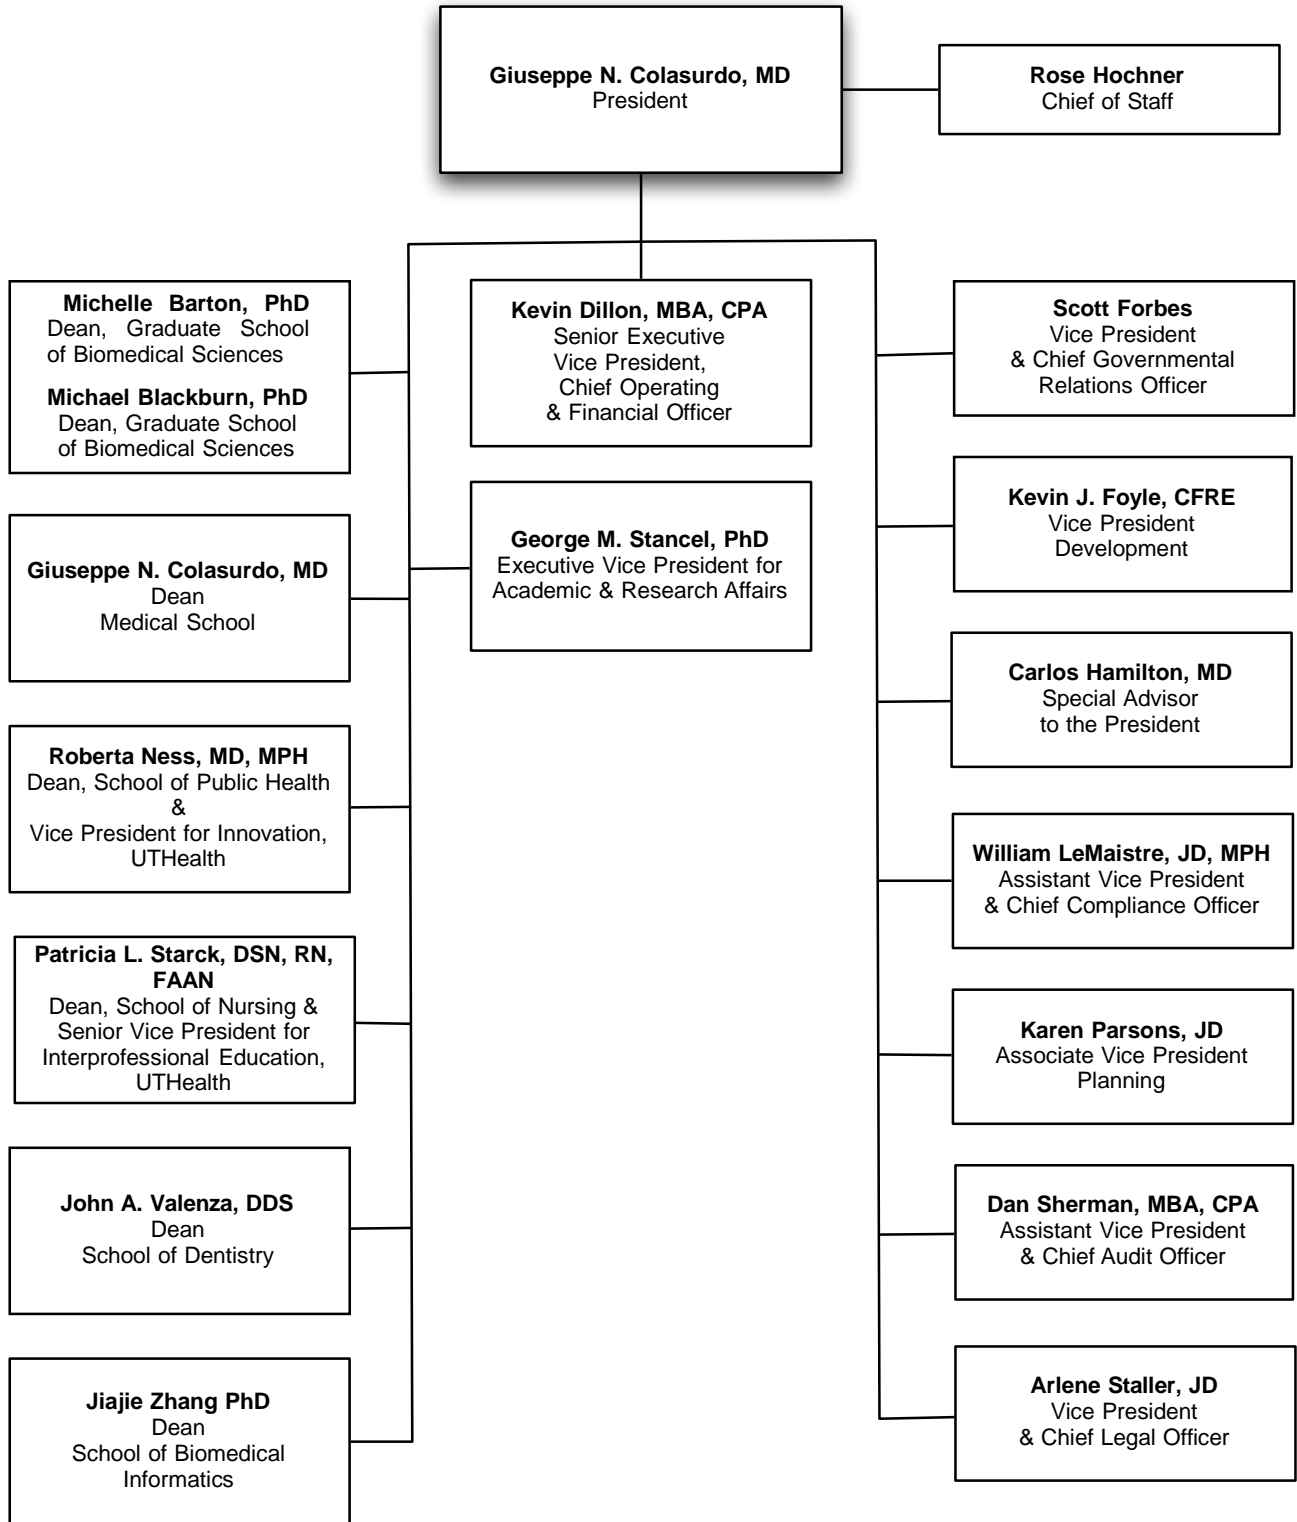 Giuseppe N. Colasurdo, MD
President
Rose Hochner
Chief of Staff
Michelle Barton, PhD
Dean, Graduate School
of Biomedical Sciences
Michael Blackburn, PhD
Dean, Graduate School
of Biomedical Sciences
Giuseppe N. Colasurdo, MD
Dean
Medical School
Roberta Ness, MD, MPH
Dean, School of Public Health
&
Vice President for Innovation,
UTHealth
Patricia L. Starck, DSN, RN,
FAAN
Dean, School of Nursing &
Senior Vice President for
Interprofessional Education,
UTHealth
John A. Valenza, DDS
Dean
School of Dentistry
Jiajie Zhang PhD
Dean
School of Biomedical
Informatics
Kevin Dillon, MBA, CPA
Senior Executive
Vice President,
Chief Operating
& Financial Officer
George M. Stancel, PhD
Executive Vice President for
Academic & Research Affairs
Scott Forbes
Vice President
& Chief Governmental
Relations Officer
Kevin J. Foyle, CFRE
Vice President
Development
Carlos Hamilton, MD
Special Advisor
to the President
William LeMaistre, JD, MPH
Assistant Vice President
& Chief Compliance Officer
Karen Parsons, JD
Associate Vice President
Planning
Dan Sherman, MBA, CPA
Assistant Vice President
& Chief Audit Officer
Arlene Staller, JD
Vice President
& Chief Legal Officer